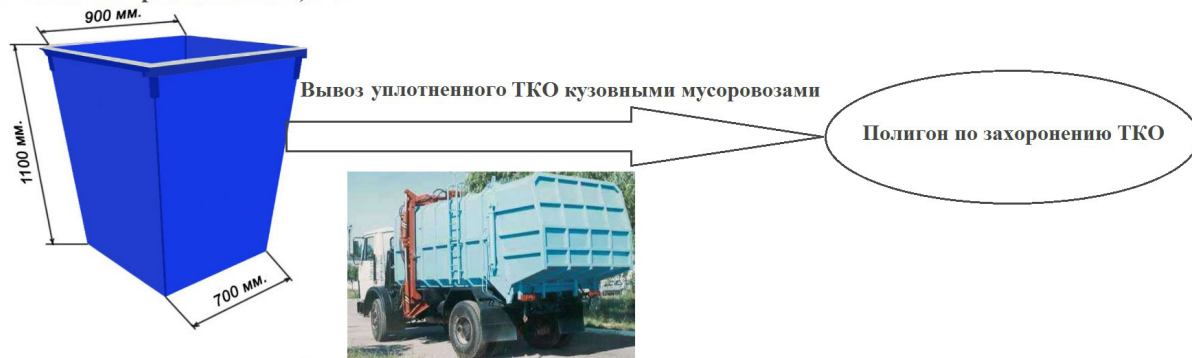 900 мм.
1100 мм.
700 мм.
Вывоз уплотненного ТКО кузовными мусоровозами
Полигон по захоронению ТКО